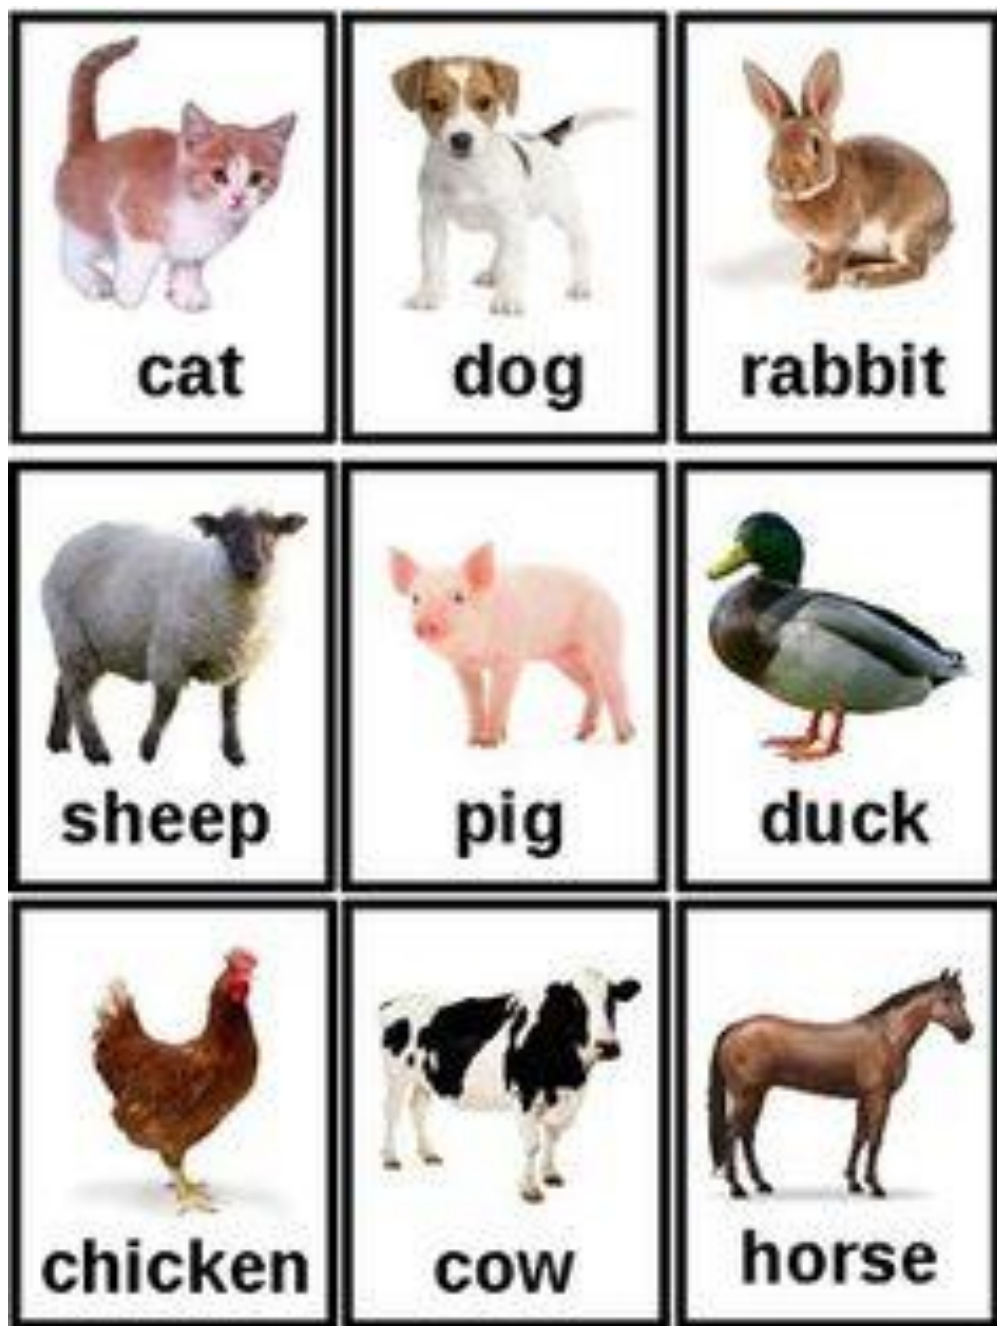 cat
dog
rabbit
sheep
pig
duck
chicken
cow
horse